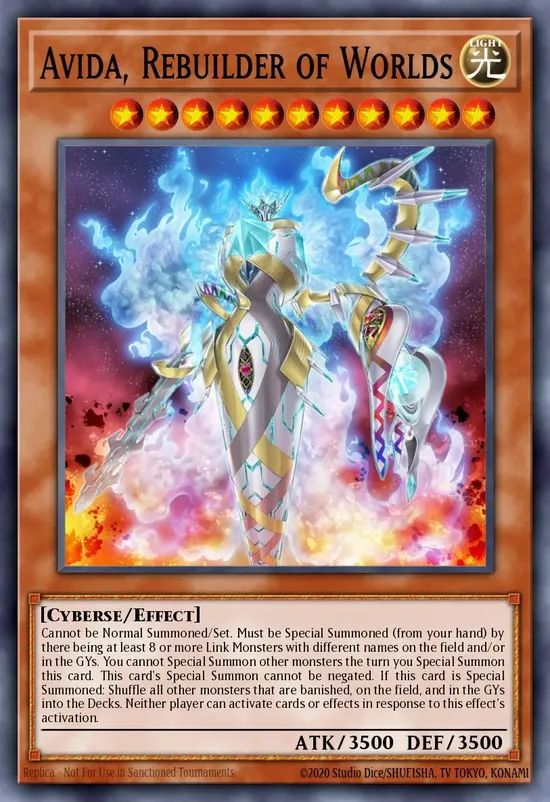 AVIDA, REBUILDER OF WORLDS
LIGHT
光
[CYBERSE/EFFECT]
Cannot be Normal Summoned/Set. Must be Special Summoned (from your hand) by
there being at least 8 or more Link Monsters with different names on the field and/or
in the GYs. You cannot Special Summon other monsters the turn you Special Summon
this card. This card's Special Summon cannot be negated. If this card is Special
Summoned: Shuffle all other monsters that are banished, on the field, and in the GYs
into the Decks. Neither player can activate cards or effects in response to this effect's
activation.
ATK/3500 DEF/3500
Replica - Not For Use in Sanctioned Tournaments
©2020 Studio Dice/SHUEISHA, TV TOKYO, KONAMI